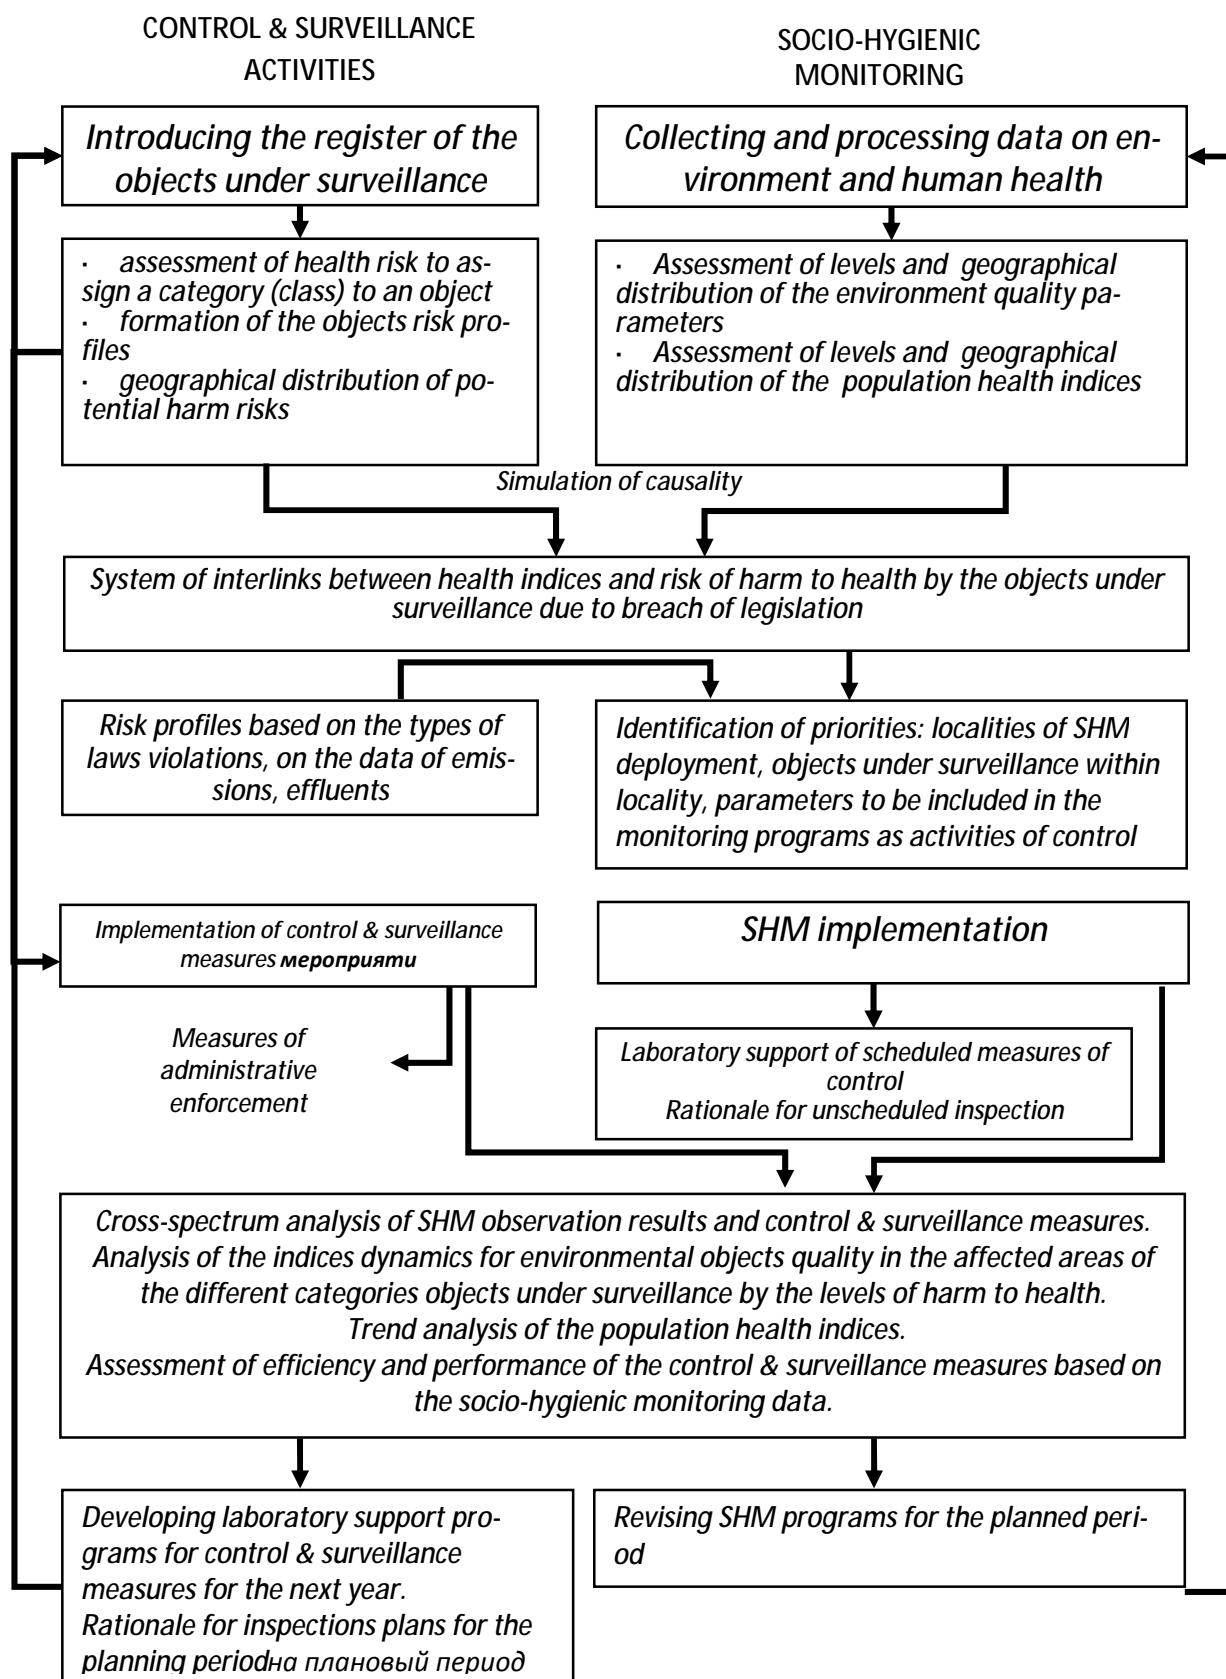 CONTROL & SURVEILLANCE
ACTIVITIES
SOCIO-HYGIENIC
MONITORING
Introducing the register of the
objects under surveillance
Collecting and processing data on en-
vironment and human health
· assessment of health risk to as-
sign a category (class) to an object
· formation of the objects risk pro-
files
· geographical distribution of po-
tential harm risks
· Assessment of levels and geographical
distribution of the environment quality pa-
rameters
· Assessment of levels and geographical
distribution of the population health indices
Simulation of causality
System of interlinks between health indices and risk of harm to health by the objects under
surveillance due to breach of legislation
Risk profiles based on the types of
laws violations, on the data of emis-
sions, effluents
Identification of priorities: localities of SHM
deployment, objects under surveillance within
locality, parameters to be included in the
monitoring programs as activities of control
Implementation of control & surveillance
measures мероприяти
SHM implementation
Measures of
administrative
enforcement
Laboratory support of scheduled measures of
control
Rationale for unscheduled inspection
Cross-spectrum analysis of SHM observation results and control & surveillance measures.
Analysis of the indices dynamics for environmental objects quality in the affected areas of
the different categories objects under surveillance by the levels of harm to health.
Trend analysis of the population health indices.
Assessment of efficiency and performance of the control & surveillance measures based on
the socio-hygienic monitoring data.
Developing laboratory support pro-
grams for control & surveillance
measures for the next year.
Rationale for inspections plans for the
planning periodна плановый период
Revising SHM programs for the planned peri-
od